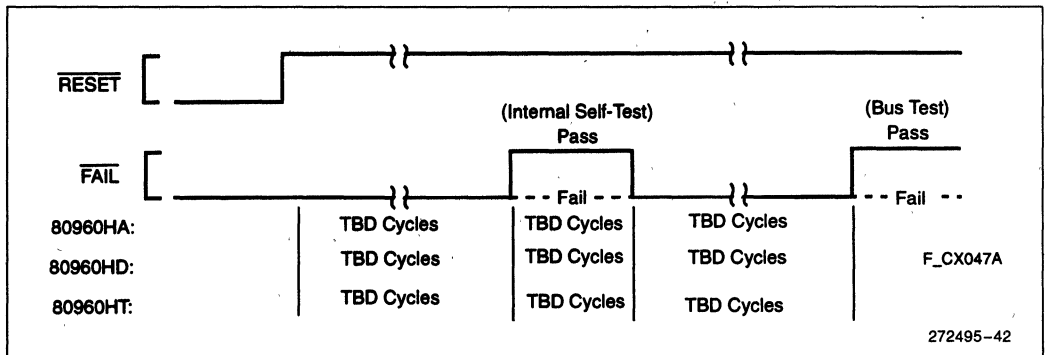 RESET
(Internal Self-Test)
Pass
(Bus Test)
Pass
FAIL
- - - Fail - - -
- - Fail - -
80960HA: TBD Cycles TBD Cycles TBD Cycles
80960HD: TBD Cycles TBD Cycles TBD Cycles F_CX047A
80960HT: TBD Cycles TBD Cycles TBD Cycles
272495-42